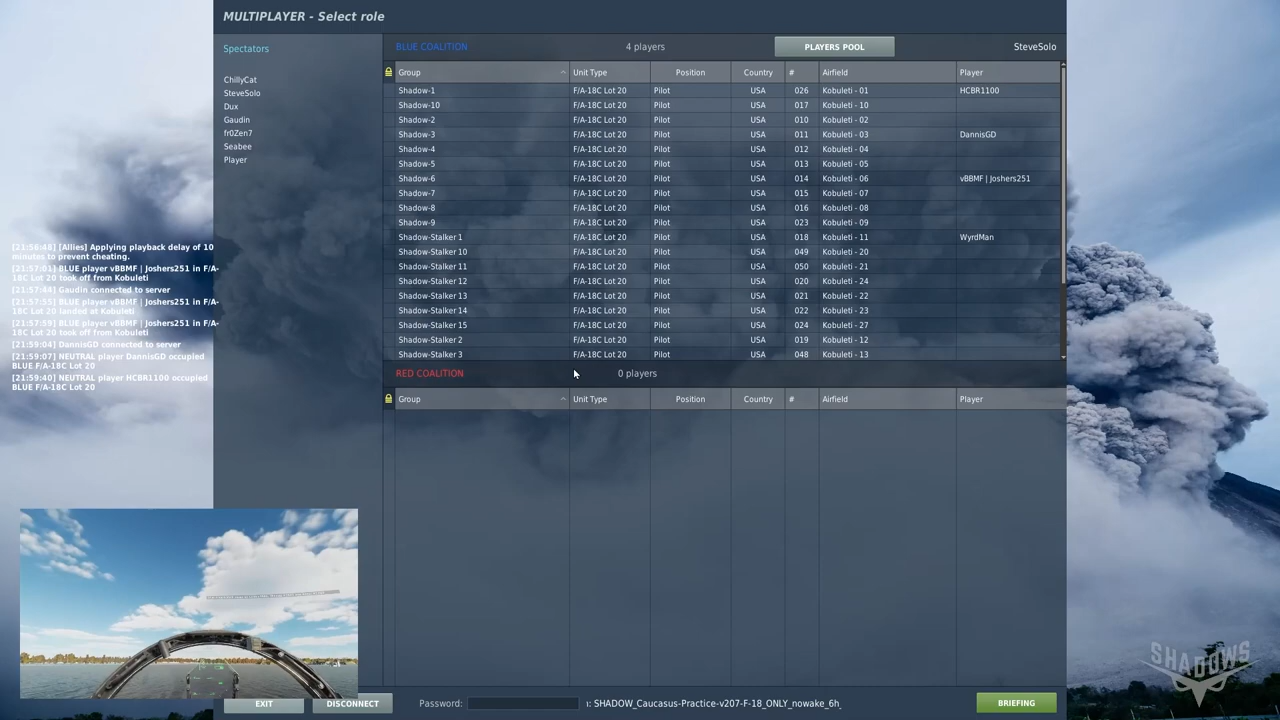 MULTIPLAYER - Select role
Spectators
ChillyCat
SteveSolo
Dux
Gaudin
fr0Zen7
Seabee
Player
BLUE COALITION 4 players PLAYERS POOL SteveSolo
Group Unit Type Position Country # Airfield Player
Shadow-1 F/A-18C Lot 20 Pilot USA 026 Kobuleti - 01 HCBR1100
Shadow-10 F/A-18C Lot 20 Pilot USA 017 Kobuleti - 10
Shadow-2 F/A-18C Lot 20 Pilot USA 010 Kobuleti - 02
Shadow-3 F/A-18C Lot 20 Pilot USA 011 Kobuleti - 03 DannisGD
Shadow-4 F/A-18C Lot 20 Pilot USA 012 Kobuleti - 04
Shadow-5 F/A-18C Lot 20 Pilot USA 013 Kobuleti - 05
Shadow-6 F/A-18C Lot 20 Pilot USA 014 Kobuleti - 06 vBBMF | Joshers251
Shadow-7 F/A-18C Lot 20 Pilot USA 015 Kobuleti - 07
Shadow-8 F/A-18C Lot 20 Pilot USA 016 Kobuleti - 08
Shadow-9 F/A-18C Lot 20 Pilot USA 023 Kobuleti - 09
Shadow-Stalker 1 F/A-18C Lot 20 Pilot USA 018 Kobuleti - 11 WyrdMan
Shadow-Stalker 10 F/A-18C Lot 20 Pilot USA 049 Kobuleti - 20
Shadow-Stalker 11 F/A-18C Lot 20 Pilot USA 050 Kobuleti - 21
Shadow-Stalker 12 F/A-18C Lot 20 Pilot USA 020 Kobuleti - 24
Shadow-Stalker 13 F/A-18C Lot 20 Pilot USA 021 Kobuleti - 22
Shadow-Stalker 14 F/A-18C Lot 20 Pilot USA 022 Kobuleti - 23
Shadow-Stalker 15 F/A-18C Lot 20 Pilot USA 024 Kobuleti - 27
Shadow-Stalker 2 F/A-18C Lot 20 Pilot USA 019 Kobuleti - 12
Shadow-Stalker 3 F/A-18C Lot 20 Pilot USA 048 Kobuleti - 13
RED COALITION 0 players
Group Unit Type Position Country # Airfield Player
[21:56:48] [Allies] Applying playback delay of 10
minutes to prevent cheating.
[21:57:01] BLUE player vBBMF | Joshers251 in F/A-
18C Lot 20 took off from Kobuleti
[21:57:44] Gaudin connected to server
[21:57:55] BLUE player vBBMF | Joshers251 in F/A-
18C Lot 20 landed at Kobuleti
[21:57:59] BLUE player vBBMF | Joshers251 in F/A-
18C Lot 20 took off from Kobuleti
[21:59:04] DannisGD connected to server
[21:59:07] NEUTRAL player DannisGD occupied
BLUE F/A-18C Lot 20
[21:59:40] NEUTRAL player HCBR1100 occupied
BLUE F/A-18C Lot 20
EXIT DISCONNECT Password: : SHADOW_Caucasus-Practice-v207-F-18_ONLY_nowake_6h_ BRIEFING
SHADOWS